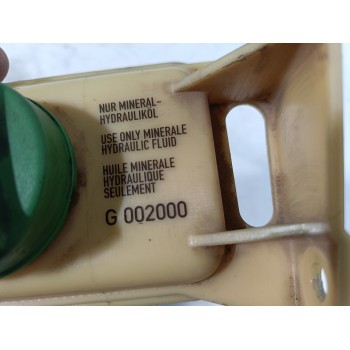 NUR MINERAL-
HYDRAULIKÖL
USE ONLY MINERALE
HYDRAULIC FLUID
HUILE MINERALE
HYDRAULIQUE
SEULEMENT
G 002000